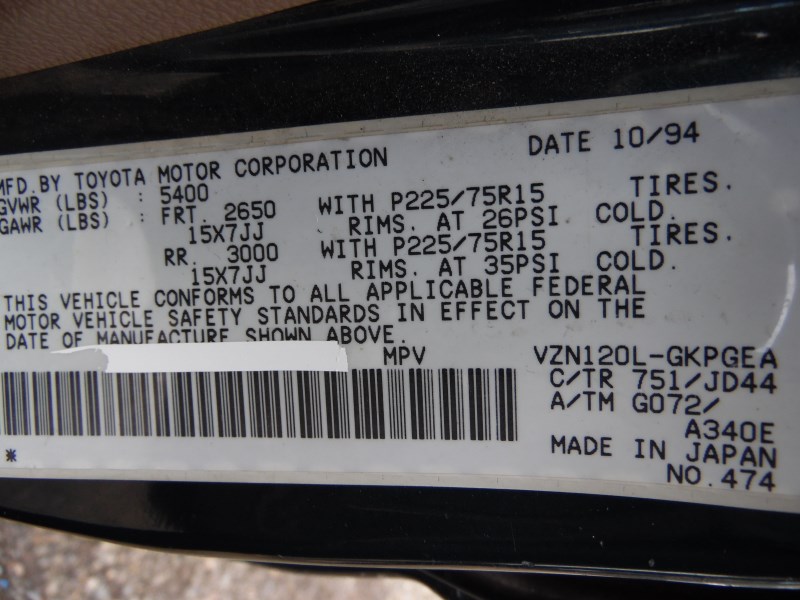 DATE 10/94
MFD.BY TOYOTA MOTOR CORPORATION
GVWR (LBS) : 5400
GAWR (LBS) : FRT. 2650 WITH P225/75R15 TIRES.
15X7JJ RIMS. AT 26PSI COLD.
RR. 3000 WITH P225/75R15 TIRES.
15X7JJ RIMS. AT 35PSI COLD.
THIS VEHICLE CONFORMS TO ALL APPLICABLE FEDERAL
MOTOR VEHICLE SAFETY STANDARDS IN EFFECT ON THE
DATE OF MANUFACTURE SHOWN ABOVE.
MPV VZN120L-GKPGEA
C/TR 751/JD44
A/TM G072/
A340E
MADE IN JAPAN
* NO.474